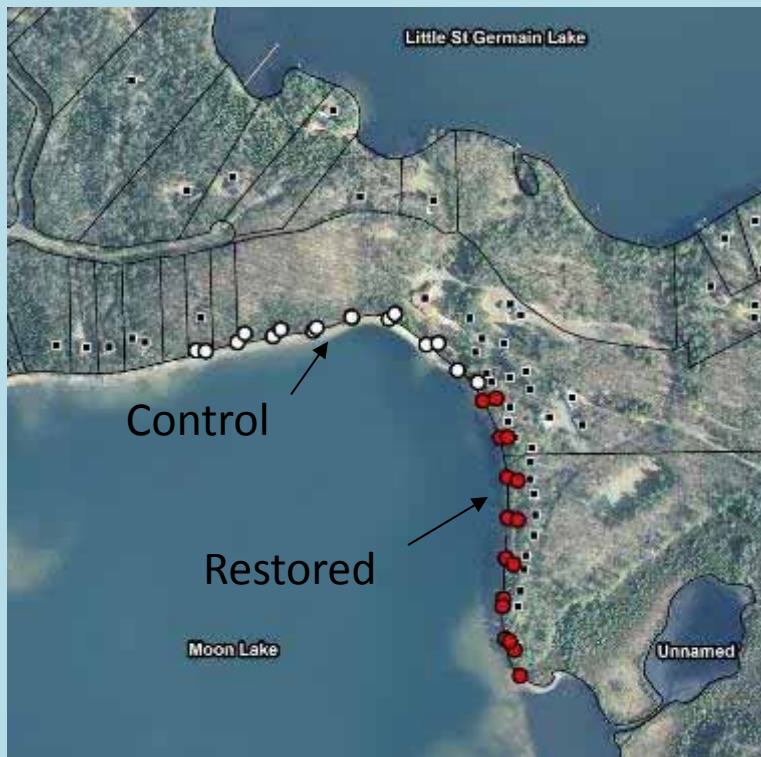 Little St Germain Lake
Control
Restored
Moon Lake
Unnamed